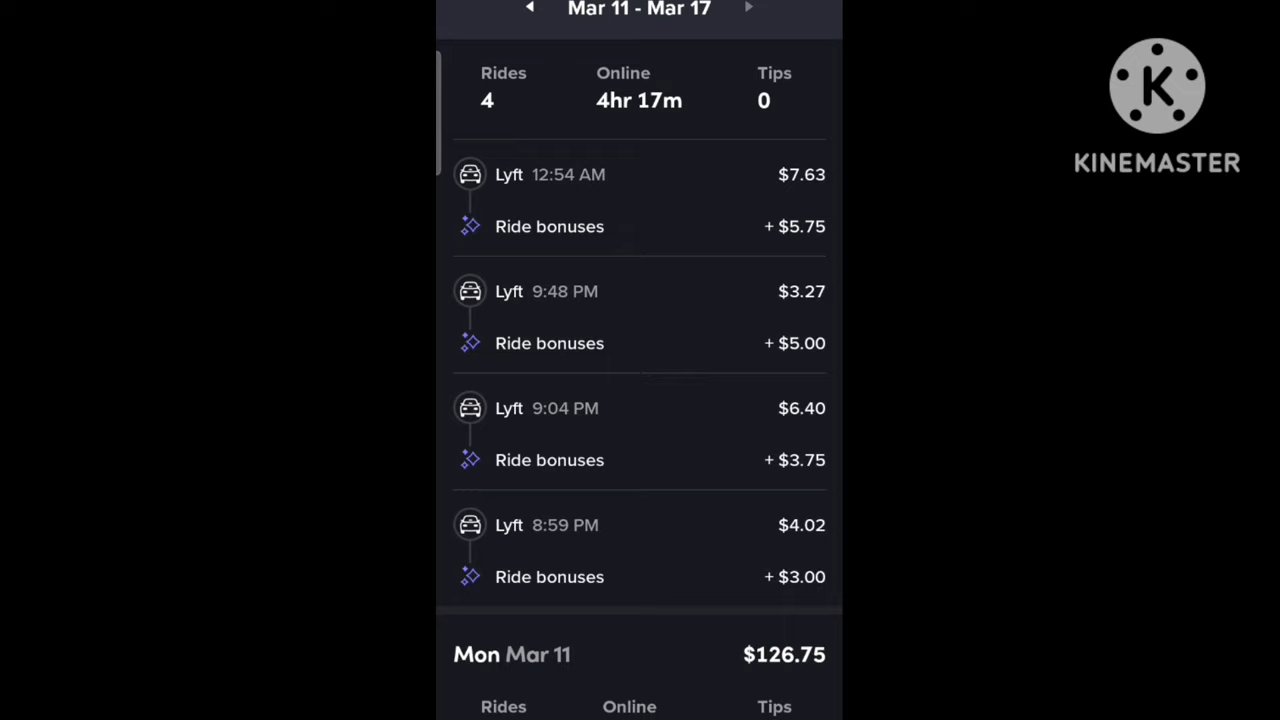 Mar 11 - Mar 17
Rides Online Tips
4 4hr 17m 0
Lyft 12:54 AM $7.63
Ride bonuses + $5.75
Lyft 9:48 PM $3.27
Ride bonuses + $5.00
Lyft 9:04 PM $6.40
Ride bonuses + $3.75
Lyft 8:59 PM $4.02
Ride bonuses + $3.00
Mon Mar 11 $126.75
Rides Online Tips
K
KINEMASTER